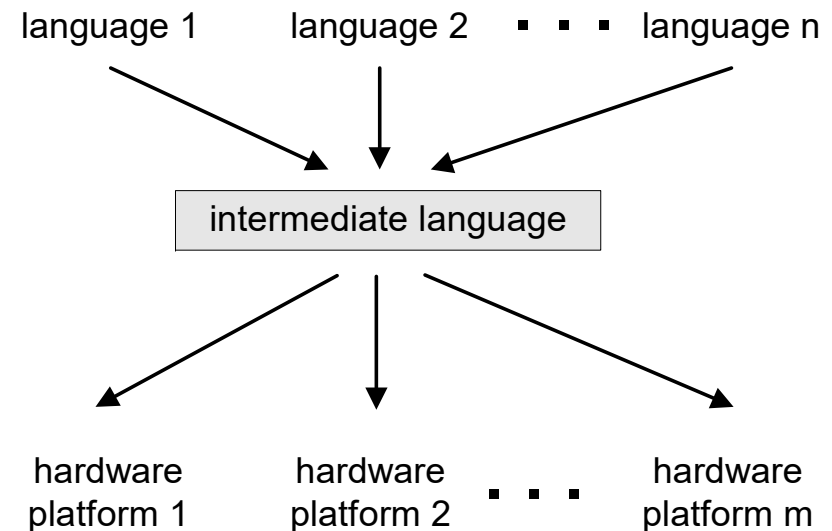 language 1 language 2 . . . language n
intermediate language
hardware hardware hardware
platform 1 platform 2 . . . platform m